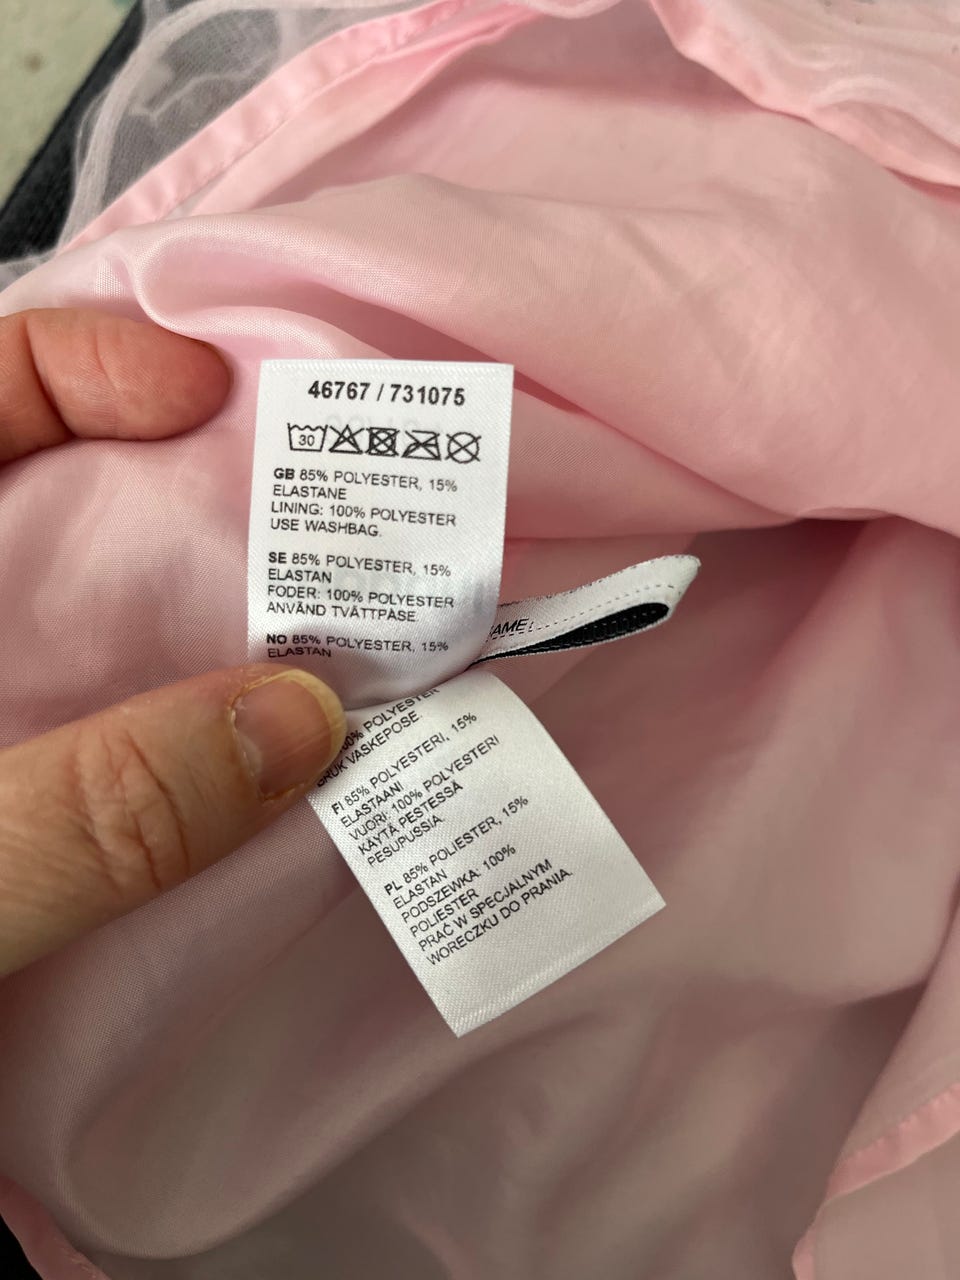 46767 / 731075
30
GB 85% POLYESTER, 15%
ELASTANE
LINING: 100% POLYESTER
USE WASHBAG.
SE 85% POLYESTER, 15%
ELASTAN
FODER: 100% POLYESTER
ANVÄND TVÄTTPÅSE.
NO 85% POLYESTER, 15%
ELASTAN
POLYESTER
BRUK VASKEPOSE.
FI 85% POLYESTERI, 15%
ELASTAANI
VUORI: 100% POLYESTERI
KÄYTÄ PESTESSÄ
PESUPUSSIA.
PL 85% POLIESTER, 15%
ELASTAN
PODSZEWKA: 100%
POLIESTER
PRAĆ W SPECJALNYM
WORECZKU DO PRANIA.